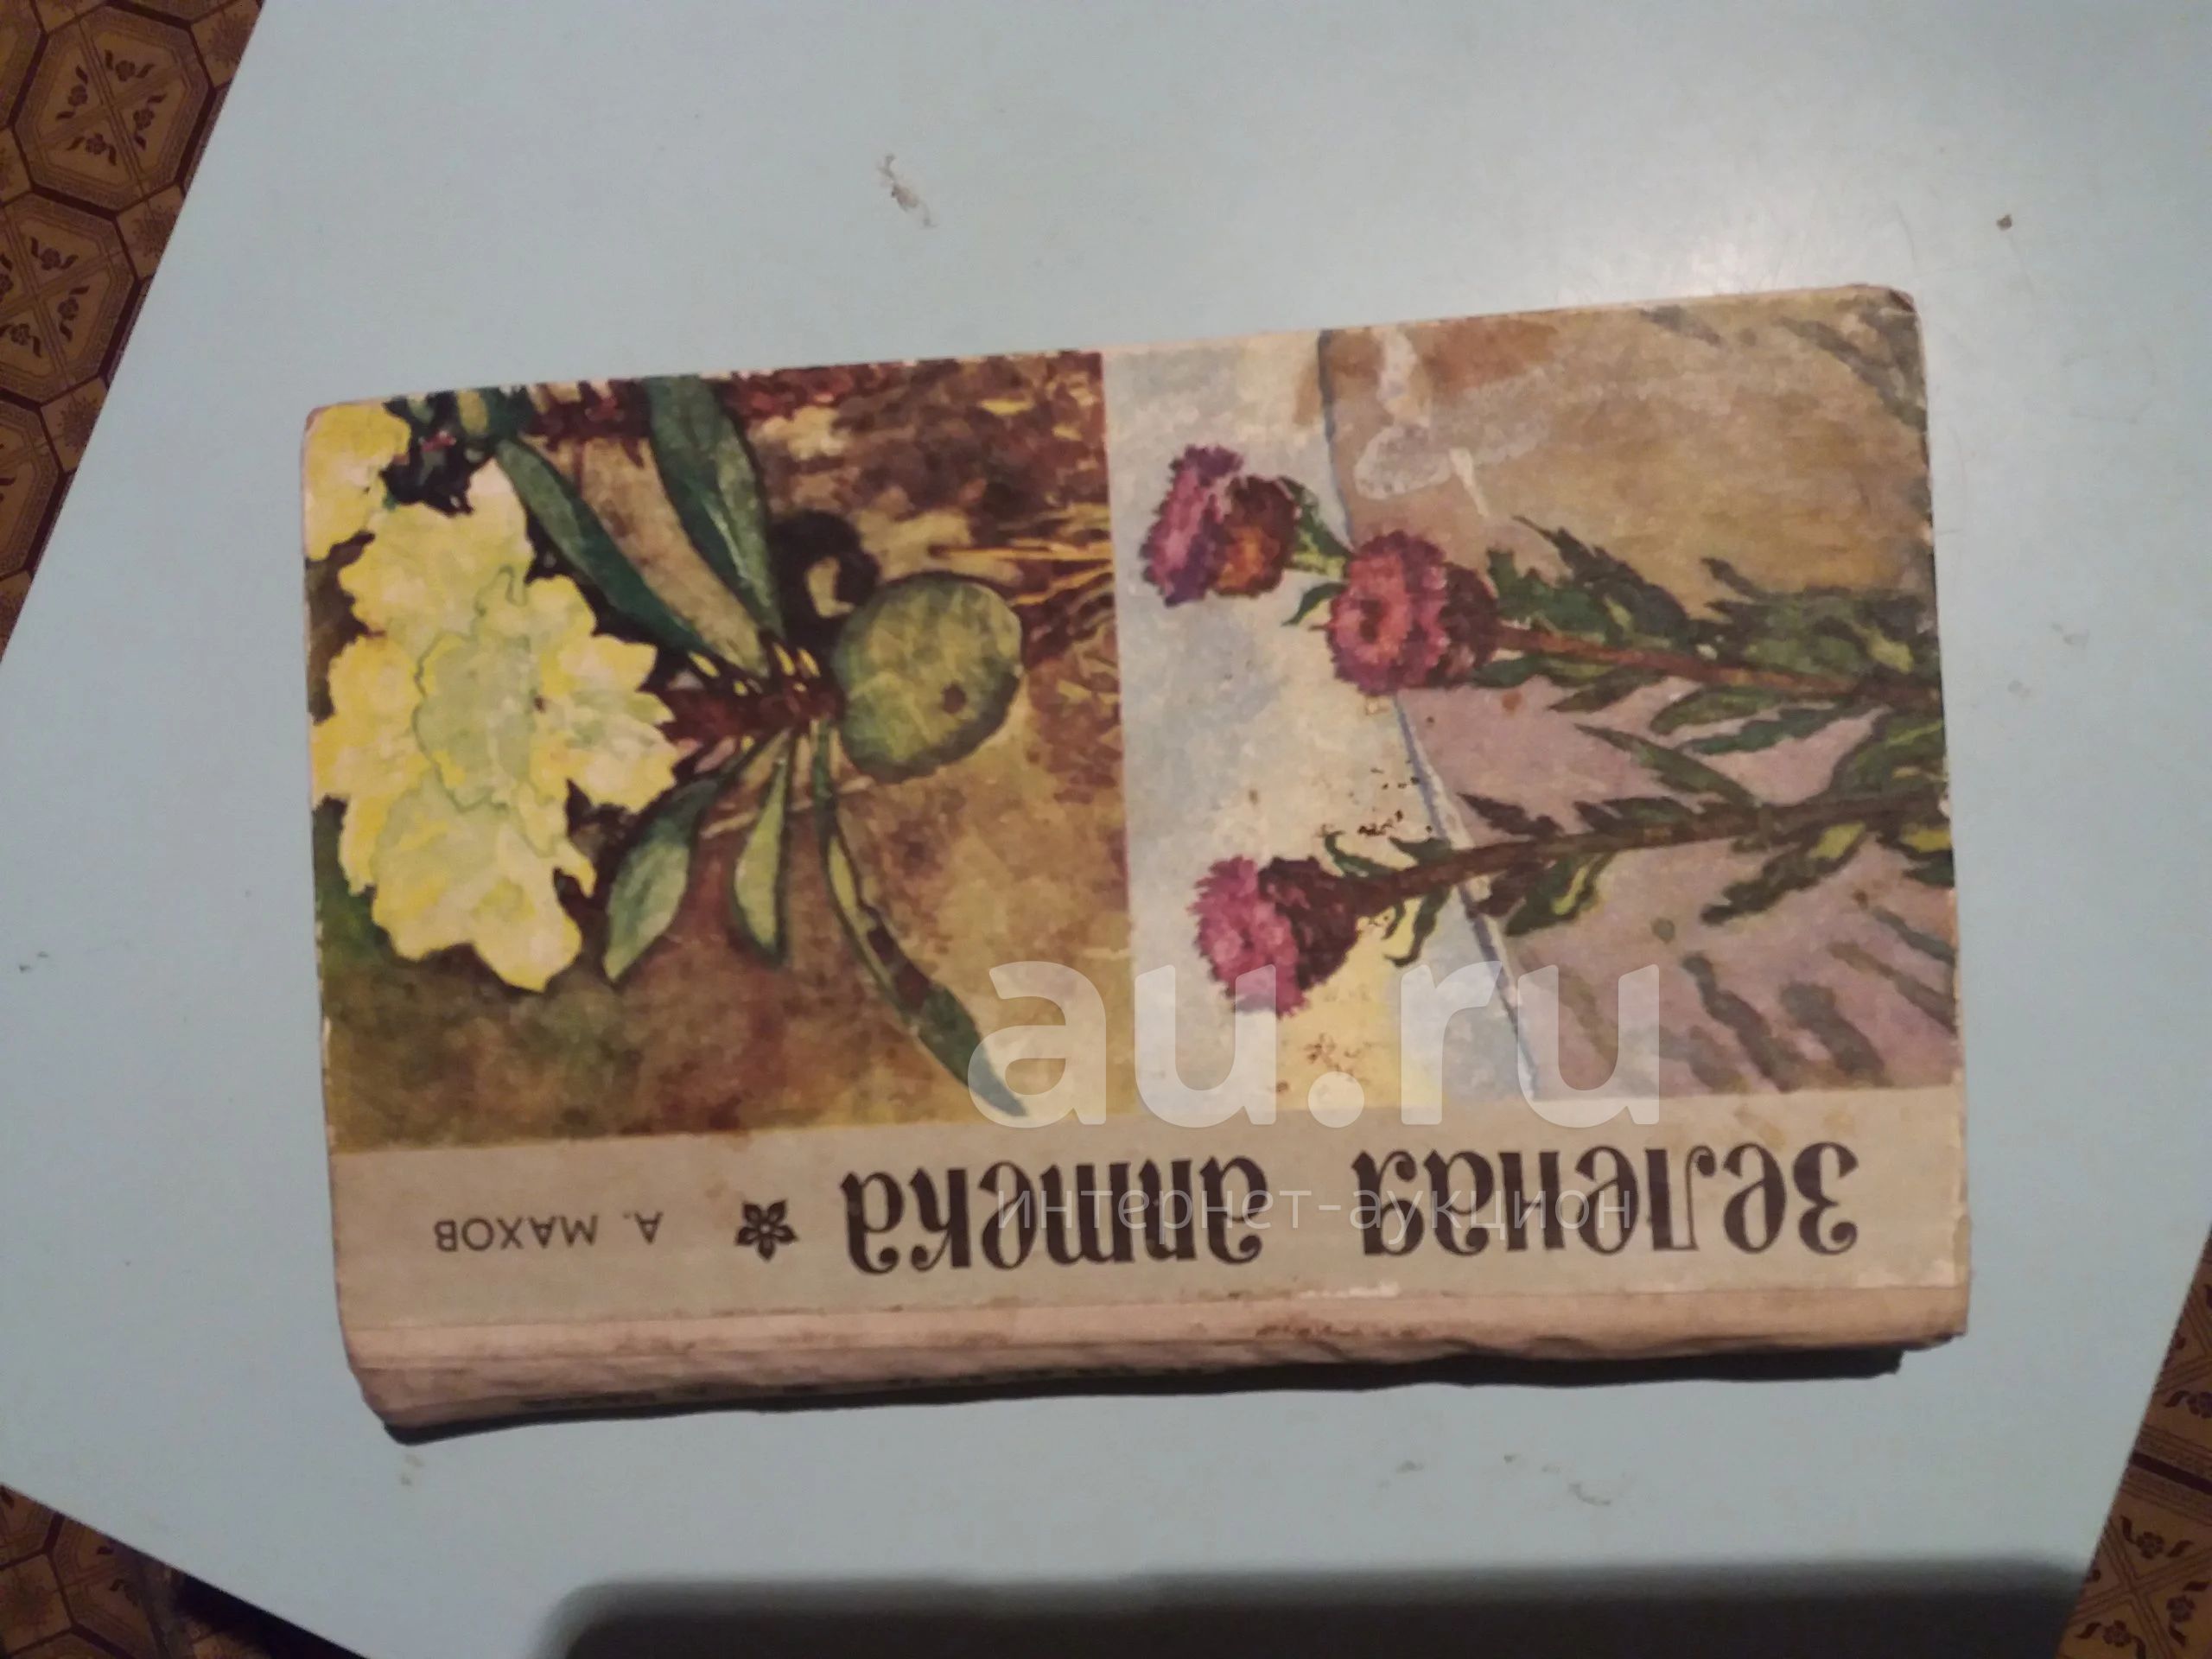 Зеленая аптека
А. МАХОВ
au.ru
интернет-аукцион